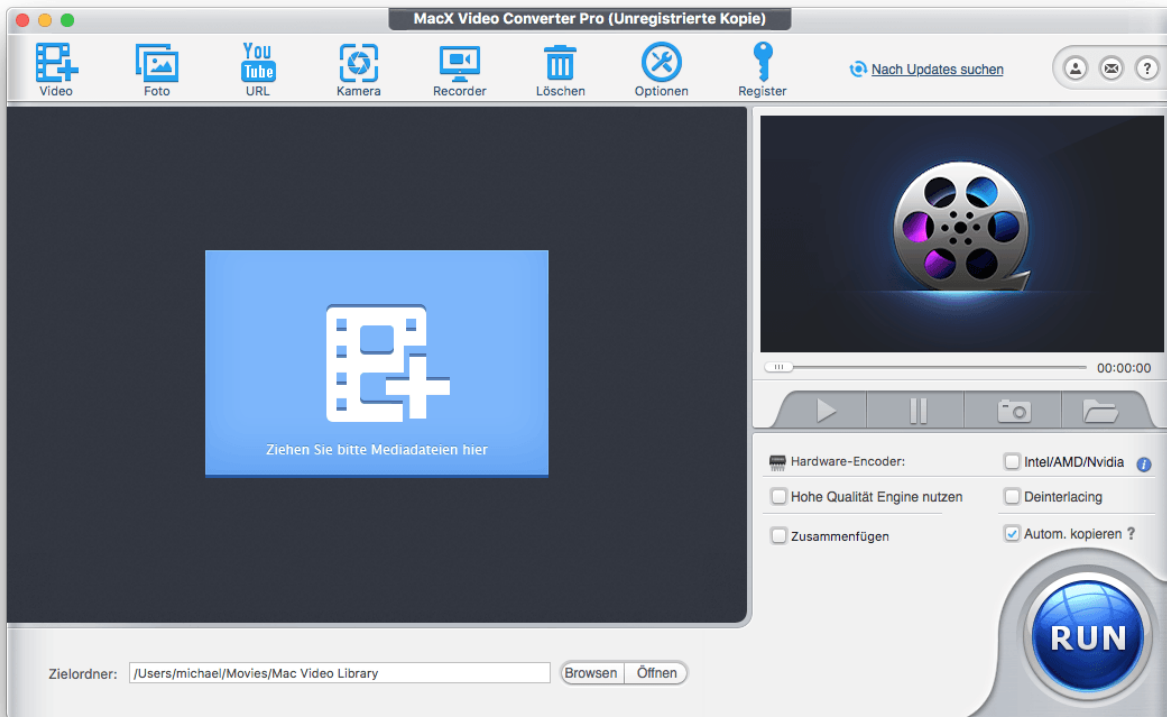 MacX Video Converter Pro (Unregistrierte Kopie)
You
Tube
Video
Foto
URL
Kamera
Recorder
Löschen
Optionen
Register
Nach Updates suchen
?
Ziehen Sie bitte Mediadateien hier
00:00:00
Hardware-Encoder:
Intel/AMD/Nvidia
i
Hohe Qualität Engine nutzen
Deinterlacing
Zusammenfügen
Autom. kopieren ?
RUN
Zielordner:
/Users/michael/Movies/Mac Video Library
Browsen
Öffnen